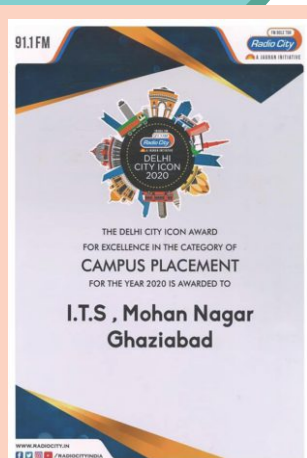 91.1 FM
Radio City
A JAGRAN INITIATIVE
Radio City
DELHI
CITY ICON
2020
THE DELHI CITY ICON AWARD
FOR EXCELLENCE IN THE CATEGORY OF
CAMPUS PLACEMENT
FOR THE YEAR 2020 IS AWARDED TO
I.T.S , Mohan Nagar
Ghaziabad
WWW.RADIOCITY.IN
/RADIOCITYINDIA